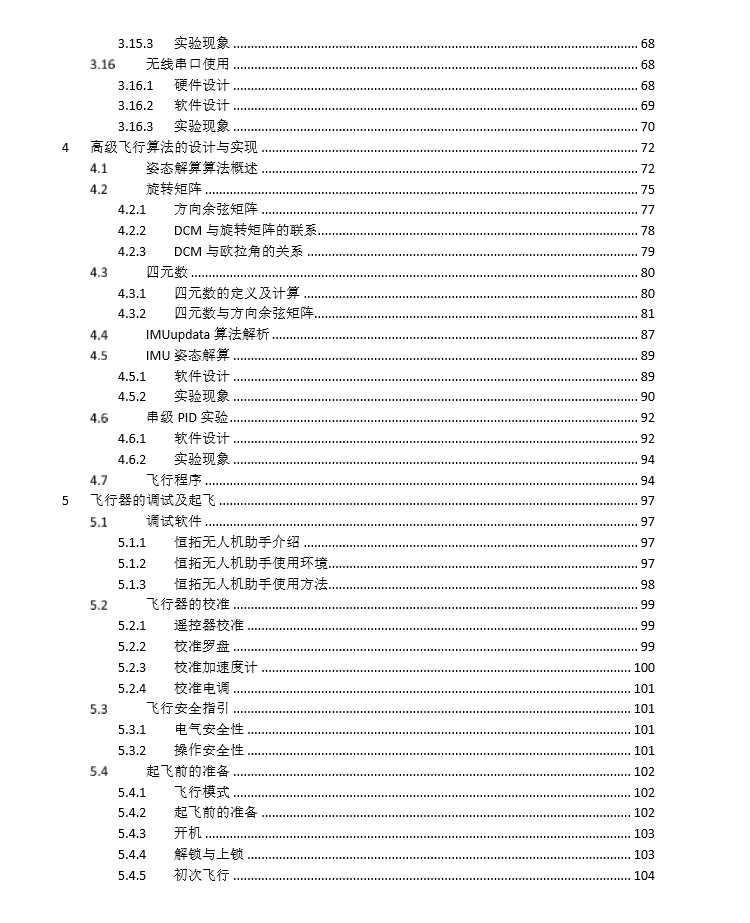 3.15.3 实验现象 68
3.16 无线串口使用 68
3.16.1 硬件设计 68
3.16.2 软件设计 69
3.16.3 实验现象 70
4 高级飞行算法的设计与实现 72
4.1 姿态解算算法概述 72
4.2 旋转矩阵 75
4.2.1 方向余弦矩阵 77
4.2.2 DCM 与旋转矩阵的联系 78
4.2.3 DCM 与欧拉角的关系 79
4.3 四元数 80
4.3.1 四元数的定义及计算 80
4.3.2 四元数与方向余弦矩阵 81
4.4 IMUupdata 算法解析 87
4.5 IMU 姿态解算 89
4.5.1 软件设计 89
4.5.2 实验现象 90
4.6 串级 PID 实验 92
4.6.1 软件设计 92
4.6.2 实验现象 94
4.7 飞行程序 94
5 飞行器的调试及起飞 97
5.1 调试软件 97
5.1.1 恒拓无人机助手介绍 97
5.1.2 恒拓无人机助手使用环境 97
5.1.3 恒拓无人机助手使用方法 98
5.2 飞行器的校准 99
5.2.1 遥控器校准 99
5.2.2 校准罗盘 99
5.2.3 校准加速度计 100
5.2.4 校准电调 101
5.3 飞行安全指引 101
5.3.1 电气安全性 101
5.3.2 操作安全性 101
5.4 起飞前的准备 102
5.4.1 飞行模式 102
5.4.2 起飞前的准备 102
5.4.3 开机 103
5.4.4 解锁与上锁 103
5.4.5 初次飞行 104